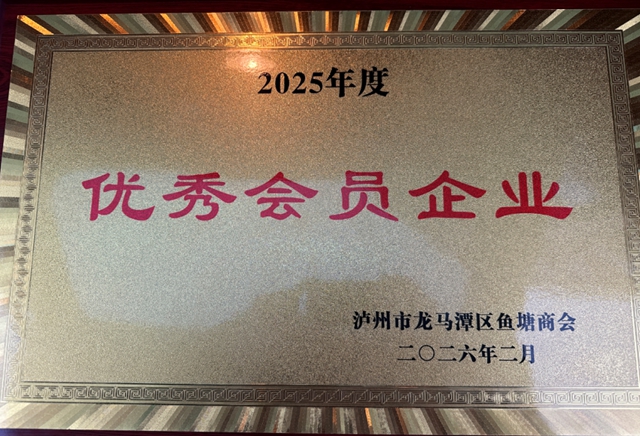 2025年度
优秀会员企业
泸州市龙马潭区鱼塘商会
二〇二六年二月